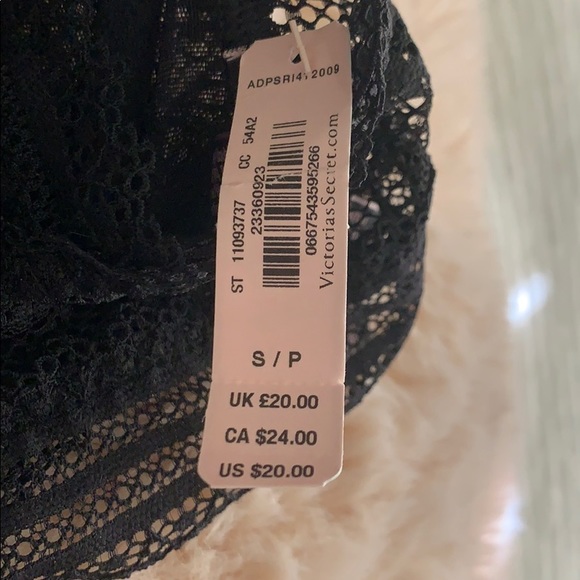 ADPSRI412009
ST 11093737 CC 54A2
23360923
0667543595266
VictoriasSecret.com
S / P
UK £20.00
CA $24.00
US $20.00